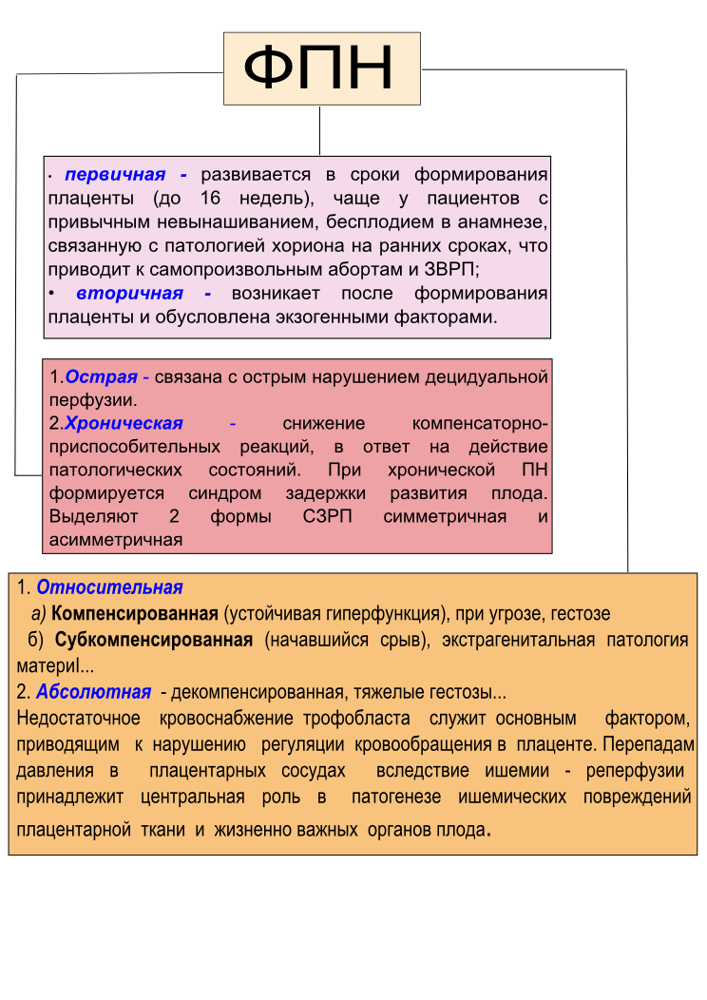 ФПН
• первичная - развивается в сроки формирования
плаценты (до 16 недель), чаще у пациентов с
привычным невынашиванием, бесплодием в анамнезе,
связанную с патологией хориона на ранних сроках, что
приводит к самопроизвольным абортам и ЗВРП;
• вторичная - возникает после формирования
плаценты и обусловлена экзогенными факторами.
1.Острая - связана с острым нарушением децидуальной
перфузии.
2.Хроническая - снижение компенсаторно-
приспособительных реакций, в ответ на действие
патологических состояний. При хронической ПН
формируется синдром задержки развития плода.
Выделяют 2 формы СЗРП симметричная и
асимметричная
1. Относительная
а) Компенсированная (устойчивая гиперфункция), при угрозе, гестозе
б) Субкомпенсированная (начавшийся срыв), экстрагенитальная патология
материI...
2. Абсолютная - декомпенсированная, тяжелые гестозы...
Недостаточное кровоснабжение трофобласта служит основным фактором,
приводящим к нарушению регуляции кровообращения в плаценте. Перепадам
давления в плацентарных сосудах вследствие ишемии - реперфузии
принадлежит центральная роль в патогенезе ишемических повреждений
плацентарной ткани и жизненно важных органов плода.